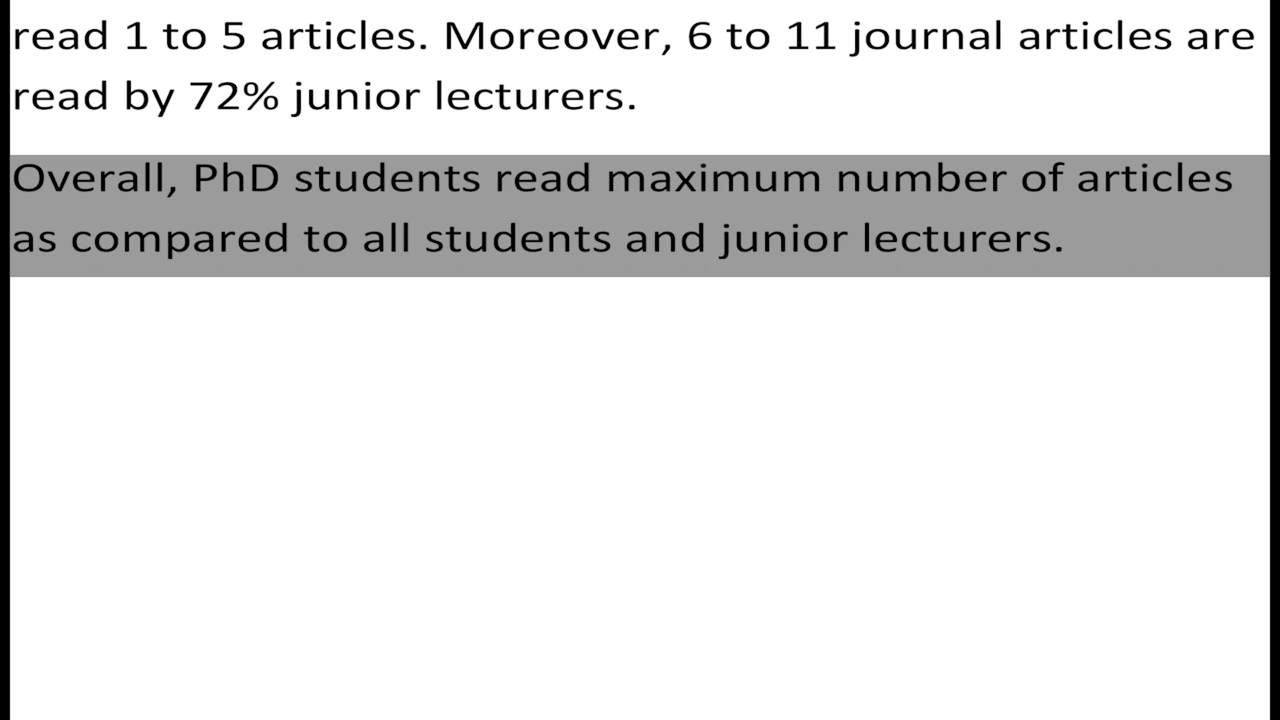 read 1 to 5 articles. Moreover, 6 to 11 journal articles are
read by 72% junior lecturers.
Overall, PhD students read maximum number of articles
as compared to all students and junior lecturers.